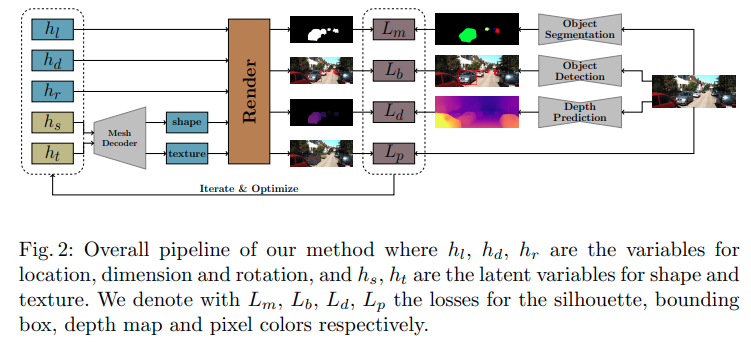 h_l
h_d
h_r
h_s
h_t
Mesh
Decoder
shape
texture
Render
L_m
L_b
L_d
L_p
Object
Segmentation
Object
Detection
Depth
Prediction
Iterate & Optimize
Fig. 2: Overall pipeline of our method where h_l, h_d, h_r are the variables for
location, dimension and rotation, and h_s, h_t are the latent variables for shape and
texture. We denote with L_m, L_b, L_d, L_p the losses for the silhouette, bounding
box, depth map and pixel colors respectively.